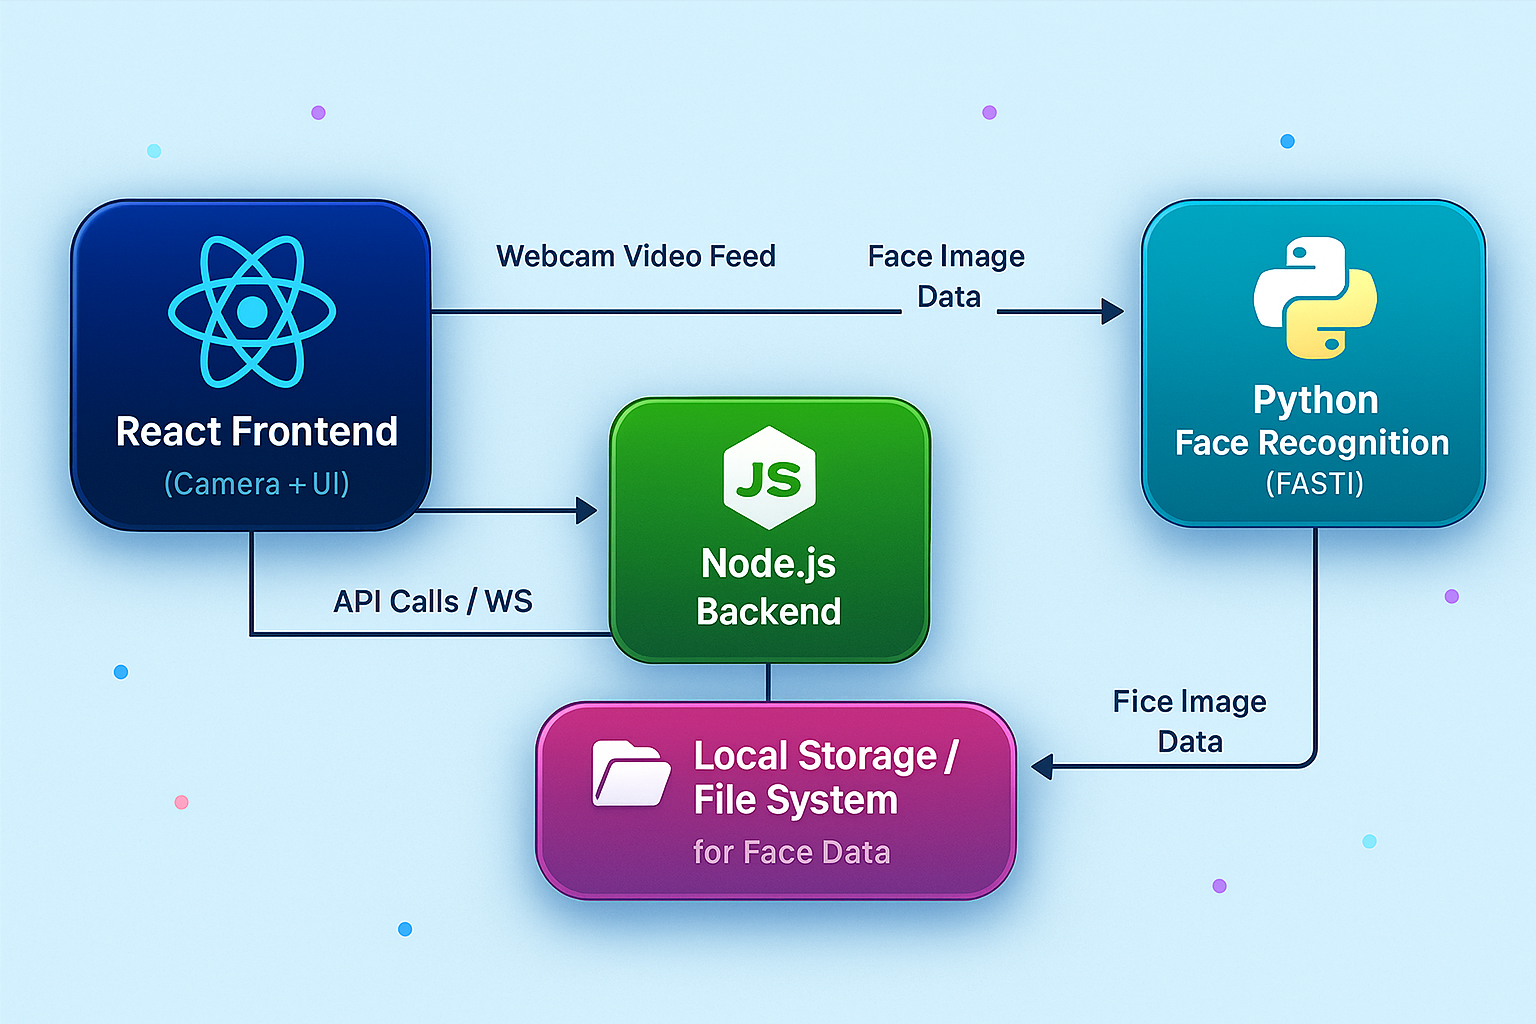 Webcam Video Feed
Face Image
Data
React Frontend
(Camera + UI)
Python
Face Recognition
(FASTI)
JS
Node.js
Backend
API Calls / WS
Fice Image
Data
Local Storage /
File System
for Face Data